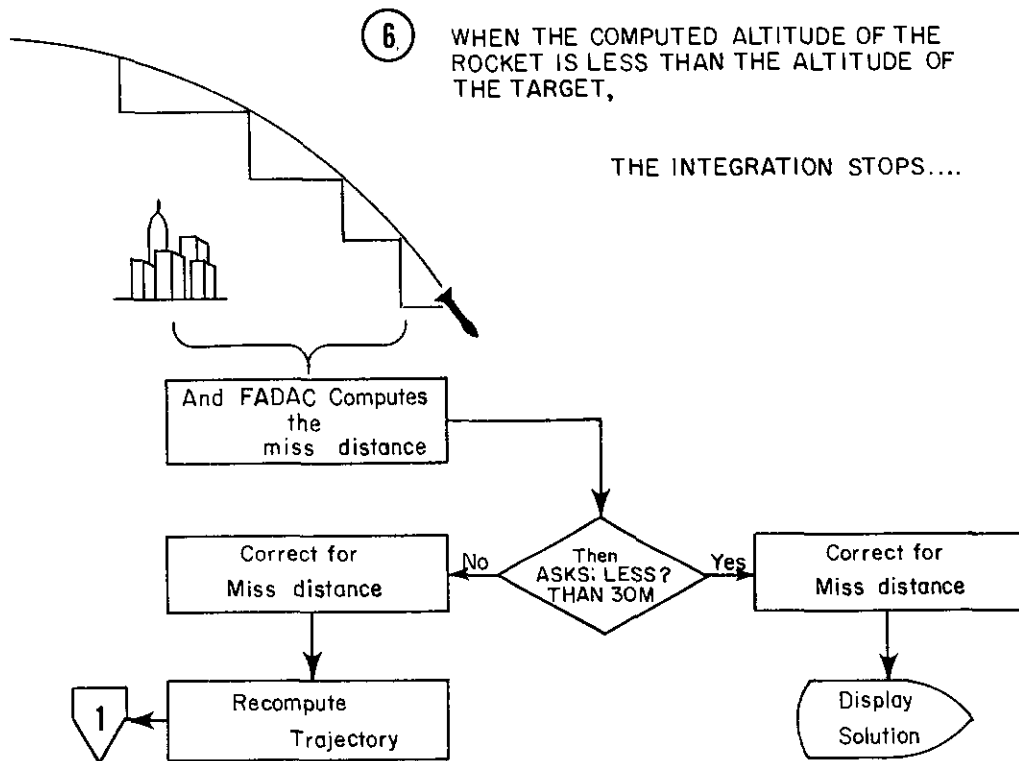 6
WHEN THE COMPUTED ALTITUDE OF THE
ROCKET IS LESS THAN THE ALTITUDE OF
THE TARGET,
THE INTEGRATION STOPS....
And FADAC Computes
the
miss distance
Then
ASKS: LESS?
THAN 30M
No
Yes
Correct for
Miss distance
Correct for
Miss distance
Recompute
Trajectory
1
Display
Solution